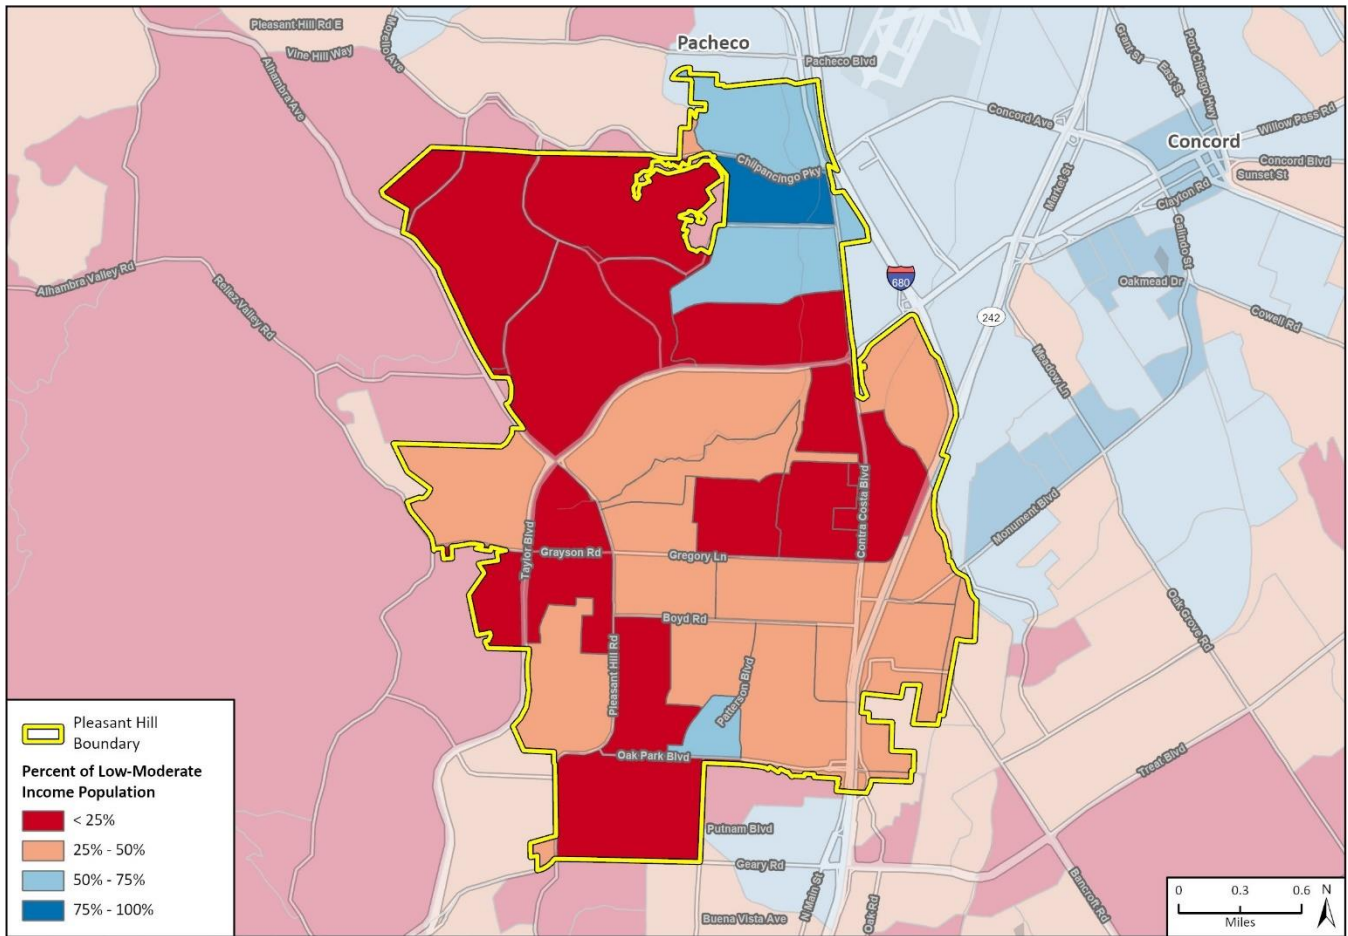 Pleasant Hill Rd E
Morello Ave
Vine Hill Way
Alhambra Ave
Pacheco
Pacheco Blvd
Grant St
East St
Port Chicago Hwy
Concord Ave
Willow Pass Rd
Concord
Concord Blvd
Sunset St
Market St
Clayton Rd
Chilpancingo Pky
Galindo St
Alhambra Valley Rd
Reliez Valley Rd
680
242
Oakmead Dr
Cowell Rd
Meadow Ln
Contra Costa Blvd
Monument Blvd
Taylor Blvd
Grayson Rd
Gregory Ln
Boyd Rd
Oak Grove Rd
Pleasant Hill Rd
Patterson Blvd
Oak Park Blvd
Treat Blvd
Putnam Blvd
Geary Rd
N Main St
Oak Rd
Bancroft Rd
Buena Vista Ave
Pleasant Hill
Boundary
Percent of Low-Moderate
Income Population
< 25%
25% - 50%
50% - 75%
75% - 100%
0 0.3 0.6 N
Miles